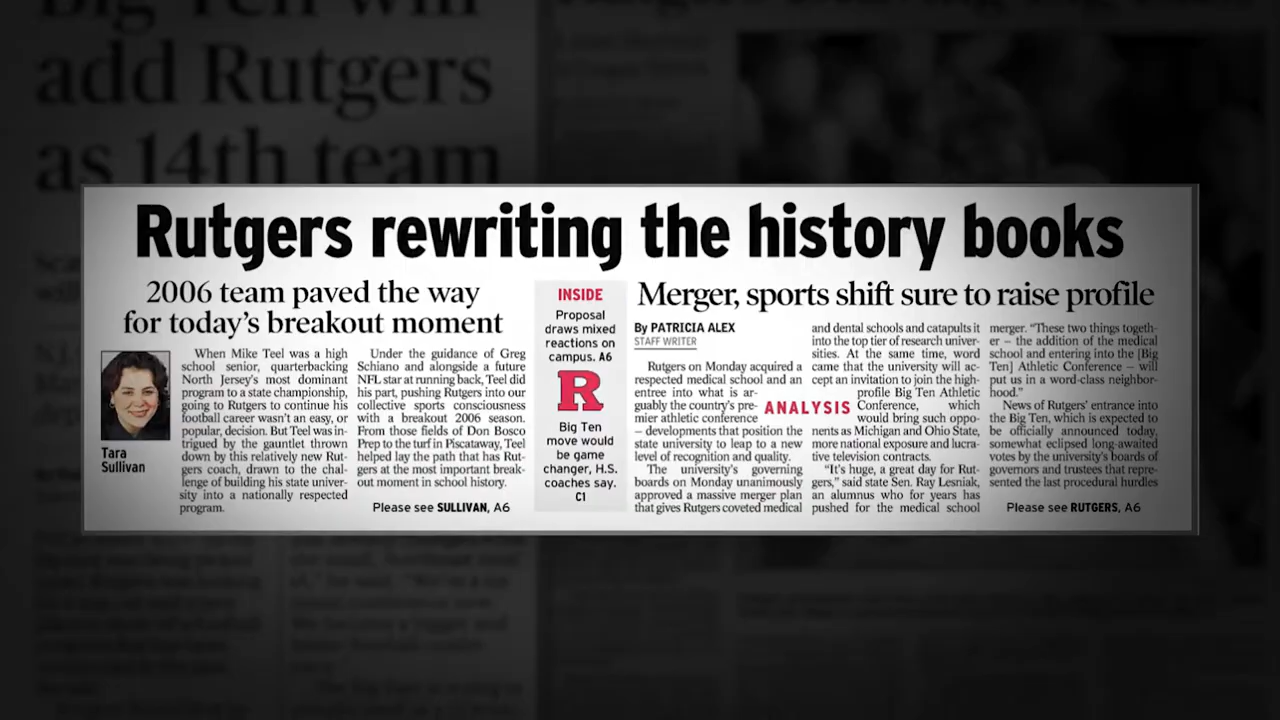 Big Ten will
add Rutgers
as 14th team
Rutgers rewriting the history books
2006 team paved the way
for today's breakout moment
Tara
Sullivan
When Mike Teel was a high
school senior, quarterbacking
North Jersey's most dominant
program to a state championship,
going to Rutgers to continue his
football career wasn't an easy, or
popular, decision. But Teel was in-
trigued by the gauntlet thrown
down by this relatively new Rut-
gers coach, drawn to the chal-
lenge of building his state univer-
sity into a nationally respected
program.
Under the guidance of Greg
Schiano and alongside a future
NFL star at running back, Teel did
his part, pushing Rutgers into our
collective sports consciousness
with a breakout 2006 season.
From those fields of Don Bosco
Prep to the turf in Piscataway, Teel
helped lay the path that has Rut-
gers at the most important break-
out moment in school history.
Please see SULLIVAN, A6
INSIDE
Proposal
draws mixed
reactions on
campus. A6
R
Big Ten
move would
be game
changer, H.S.
coaches say.
C1
Merger, sports shift sure to raise profile
By PATRICIA ALEX
STAFF WRITER
Rutgers on Monday acquired a
respected medical school and an
entree into what is ar-
guably the country's pre-
mier athletic conference
– developments that position the
state university to leap to a new
level of recognition and quality.
The university's governing
boards on Monday unanimously
approved a massive merger plan
that gives Rutgers coveted medical
ANALYSIS
and dental schools and catapults it
into the top tier of research univer-
sities. At the same time, word
came that the university will ac-
cept an invitation to join the high-
profile Big Ten Athletic
Conference, which
would bring such oppo-
nents as Michigan and Ohio State,
more national exposure and lucra-
tive television contracts.
"It's huge, a great day for Rut-
gers," said state Sen. Ray Lesniak,
an alumnus who for years has
pushed for the medical school
merger. "These two things togeth-
er – the addition of the medical
school and entering into the [Big
Ten] Athletic Conference – will
put us in a word-class neighbor-
hood."
News of Rutgers' entrance into
the Big Ten, which is expected to
be officially announced today,
somewhat eclipsed long-awaited
votes by the university's boards of
governors and trustees that repre-
sented the last procedural hurdles
Please see RUTGERS, A6